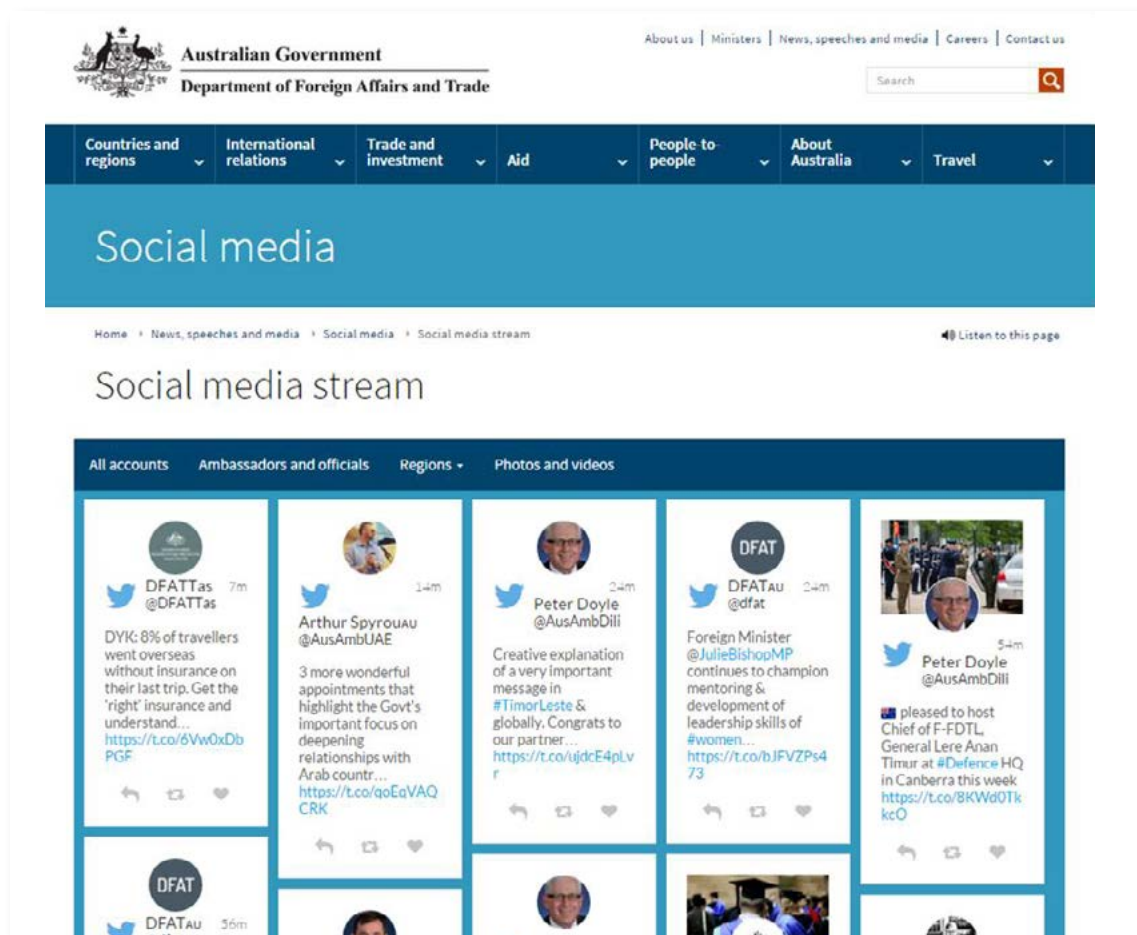 About us | Ministers | News, speeches and media | Careers | Contact us
Australian Government
Department of Foreign Affairs and Trade
Search
Countries and regions
International relations
Trade and investment
Aid
People-to-people
About Australia
Travel
Social media
Home › News, speeches and media › Social media › Social media stream
Listen to this page
Social media stream
All accounts
Ambassadors and officials
Regions
Photos and videos
DFATTas 7m
@DFATTas
DYK: 8% of travellers
went overseas
without insurance on
their last trip. Get the
'right' insurance and
understand...
https://t.co/6Vw0xDb
PGF
14m
Arthur SpyrouAU
@AusAmbUAE
3 more wonderful
appointments that
highlight the Govt's
important focus on
deepening
relationships with
Arab countr...
https://t.co/qoEqVAQ
CRK
24m
Peter Doyle
@AusAmbDili
Creative explanation
of a very important
message in
#TimorLeste &
globally. Congrats to
our partner...
https://t.co/ujdcE4pLv
r
DFAT
DFATAU 24m
@dfat
Foreign Minister
@JulieBishopMP
continues to champion
mentoring &
development of
leadership skills of
#women...
https://t.co/bJFVZPs4
73
54m
Peter Doyle
@AusAmbDili
pleased to host
Chief of F-FDTL,
General Lere Anan
Timur at #Defence HQ
in Canberra this week
https://t.co/8KWd0Tk
kcO
DFAT
DFATAU 56m